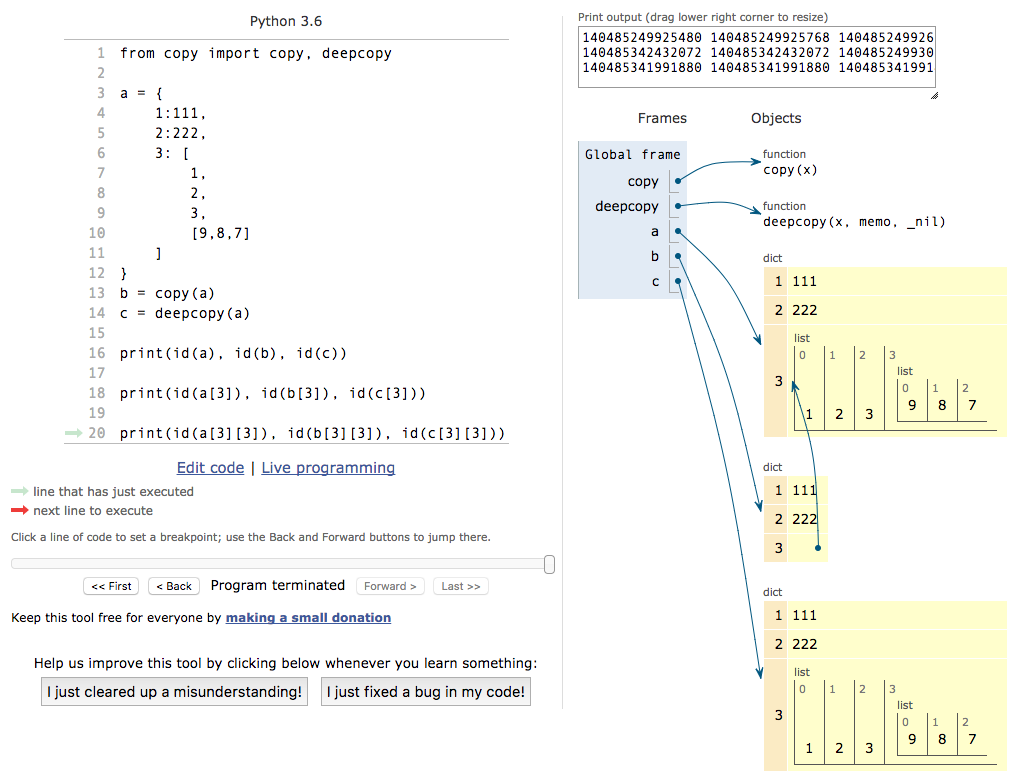 Python 3.6
1 from copy import copy, deepcopy
2
3 a = {
4     1:111,
5     2:222,
6     3: [
7         1,
8         2,
9         3,
10         [9,8,7]
11     ]
12 }
13 b = copy(a)
14 c = deepcopy(a)
15
16 print(id(a), id(b), id(c))
17
18 print(id(a[3]), id(b[3]), id(c[3]))
19
20 print(id(a[3][3]), id(b[3][3]), id(c[3][3]))
Edit code | Live programming
line that has just executed
next line to execute
Click a line of code to set a breakpoint; use the Back and Forward buttons to jump there.
<< First < Back Program terminated Forward > Last >>
Keep this tool free for everyone by making a small donation
Help us improve this tool by clicking below whenever you learn something:
I just cleared up a misunderstanding! I just fixed a bug in my code!
Print output (drag lower right corner to resize)
140485249925480 140485249925768 140485249926
140485342432072 140485342432072 140485249930
140485341991880 140485341991880 140485341991
Frames Objects
Global frame
copy
deepcopy
a
b
c
function
copy(x)
function
deepcopy(x, memo, _nil)
dict
1 111
2 222
3
list
0 1 2 3
1 2 3
list
0 1 2
9 8 7
dict
1 111
2 222
3
dict
1 111
2 222
3
list
0 1 2 3
1 2 3
list
0 1 2
9 8 7